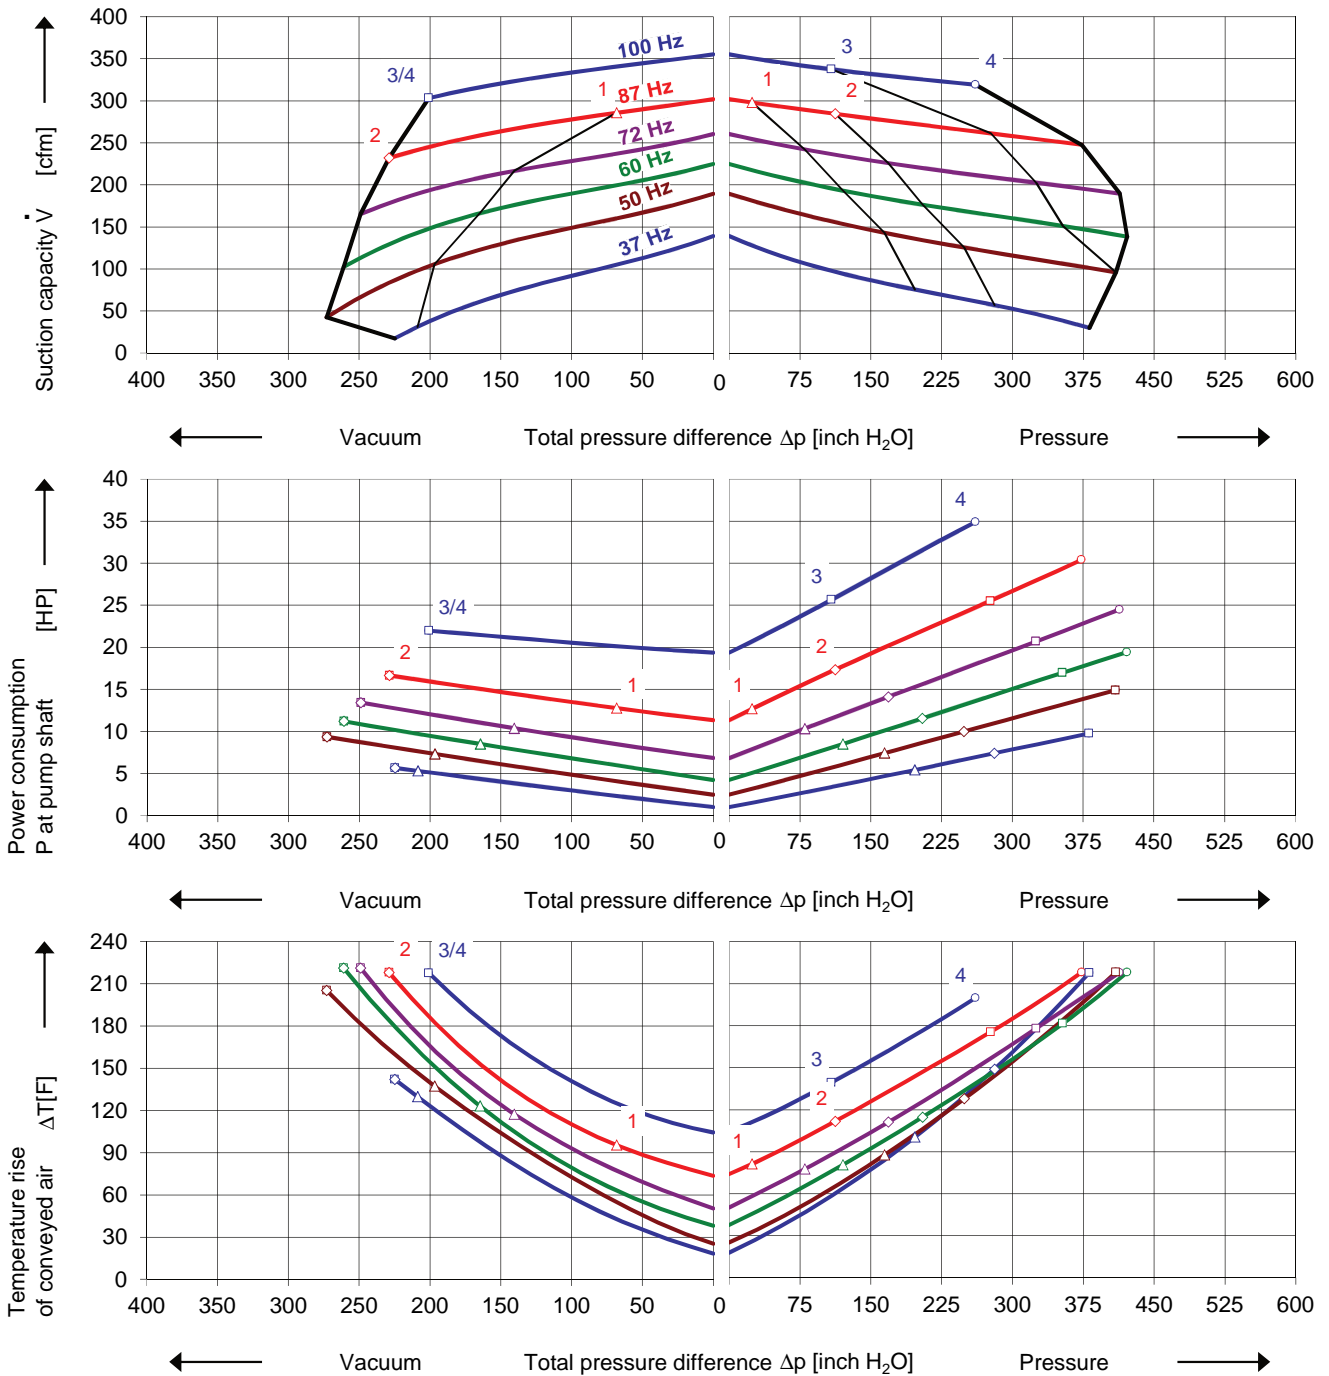 400
350
300
250
200
150
100
50
0
Suction capacity V̇ [cfm]
3/4
2
1
100 Hz
87 Hz
72 Hz
60 Hz
50 Hz
37 Hz
1
2
3
4
400 350 300 250 200 150 100 50 0 75 150 225 300 375 450 525 600
Vacuum Total pressure difference Δp [inch H₂O] Pressure
40
35
30
25
20
15
10
5
0
Power consumption
P at pump shaft [HP]
3/4
2
1
1
2
3
4
400 350 300 250 200 150 100 50 0 75 150 225 300 375 450 525 600
Vacuum Total pressure difference Δp [inch H₂O] Pressure
240
210
180
150
120
90
60
30
0
Temperature rise
of conveyed air ΔT[F]
2
3/4
1
1
2
3
4
400 350 300 250 200 150 100 50 0 75 150 225 300 375 450 525 600
Vacuum Total pressure difference Δp [inch H₂O] Pressure